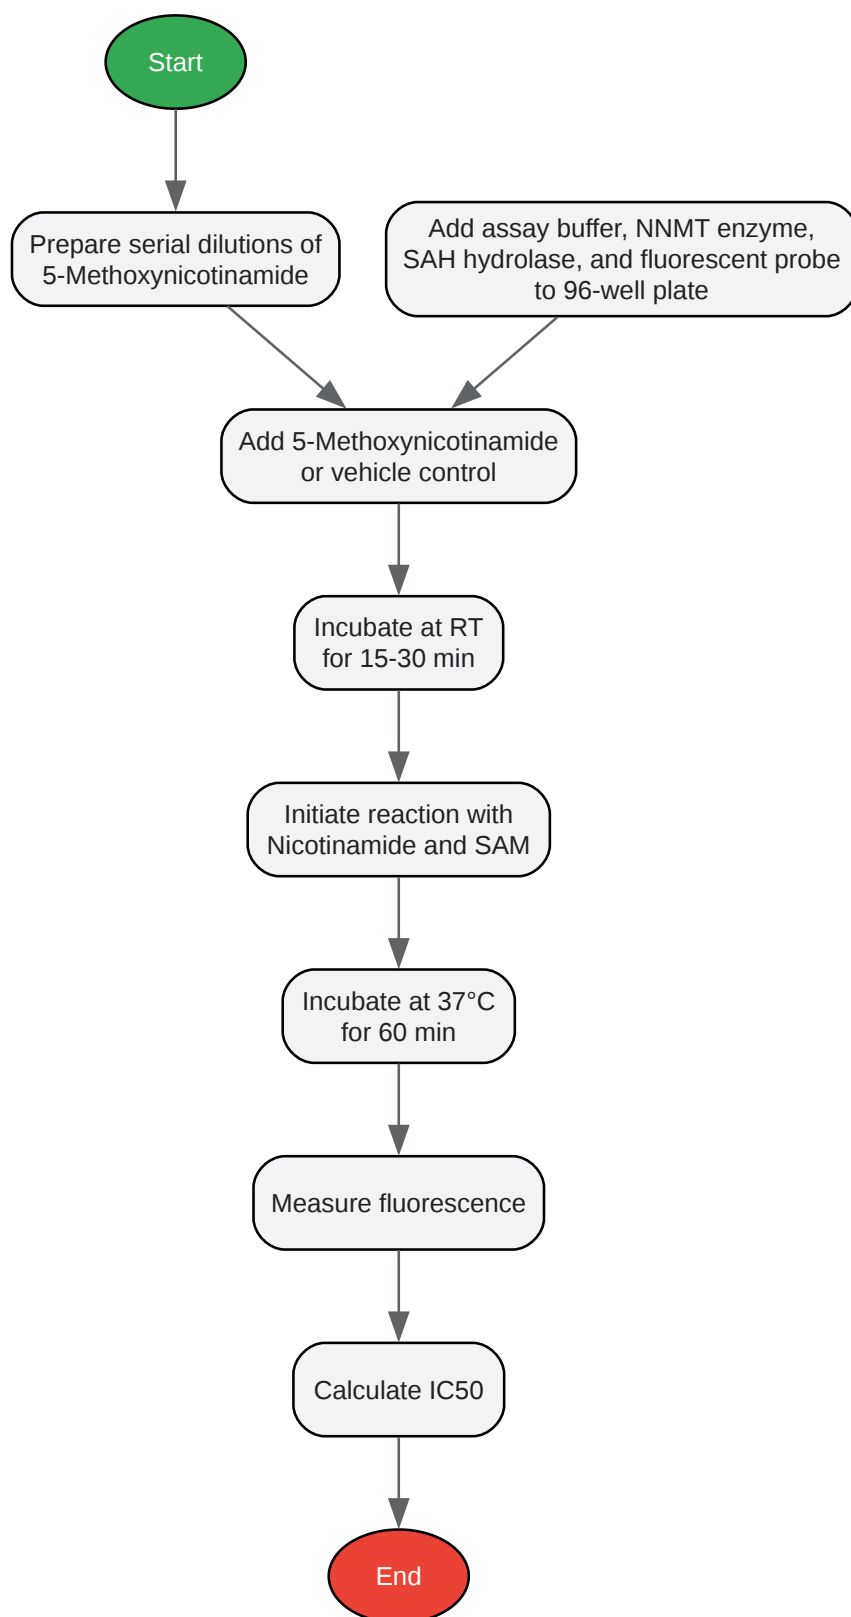 Start
Prepare serial dilutions of
5-Methoxynicotinamide
Add assay buffer, NNMT enzyme,
SAH hydrolase, and fluorescent probe
to 96-well plate
Add 5-Methoxynicotinamide
or vehicle control
Incubate at RT
for 15-30 min
Initiate reaction with
Nicotinamide and SAM
Incubate at 37°C
for 60 min
Measure fluorescence
Calculate IC50
End